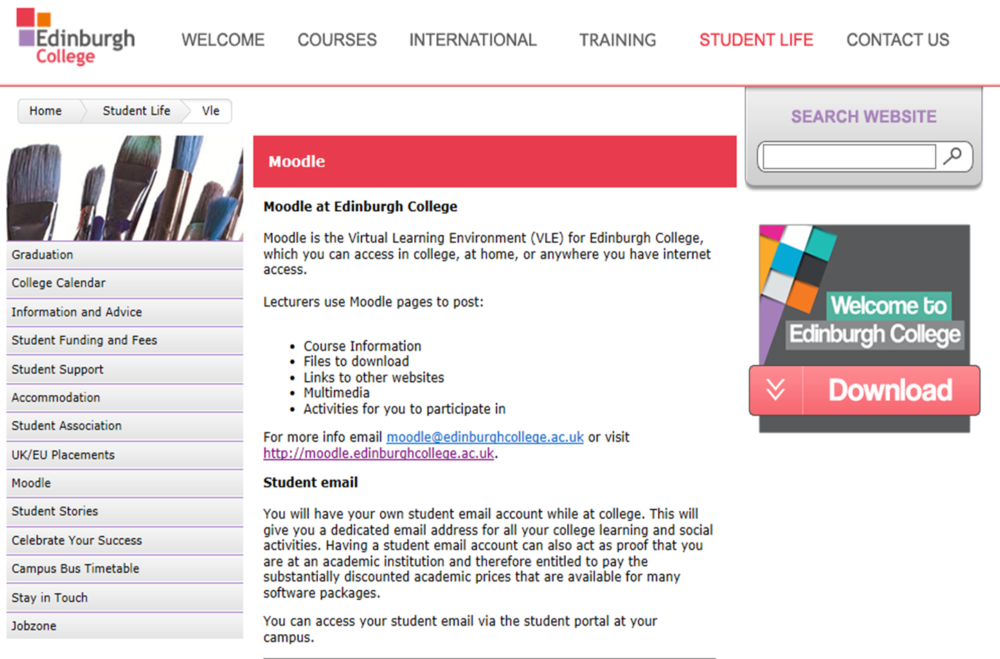 Edinburgh
College
WELCOME
COURSES
INTERNATIONAL
TRAINING
STUDENT LIFE
CONTACT US
Home
Student Life
Vle
SEARCH WEBSITE
Graduation
College Calendar
Information and Advice
Student Funding and Fees
Student Support
Accommodation
Student Association
UK/EU Placements
Moodle
Student Stories
Celebrate Your Success
Campus Bus Timetable
Stay in Touch
Jobzone
Moodle
Moodle at Edinburgh College
Moodle is the Virtual Learning Environment (VLE) for Edinburgh College,
which you can access in college, at home, or anywhere you have internet
access.
Lecturers use Moodle pages to post:
• Course Information
• Files to download
• Links to other websites
• Multimedia
• Activities for you to participate in
For more info email moodle@edinburghcollege.ac.uk or visit
http://moodle.edinburghcollege.ac.uk.
Student email
You will have your own student email account while at college. This will
give you a dedicated email address for all your college learning and social
activities. Having a student email account can also act as proof that you
are at an academic institution and therefore entitled to pay the
substantially discounted academic prices that are available for many
software packages.
You can access your student email via the student portal at your
campus.
Welcome to
Edinburgh College
Download